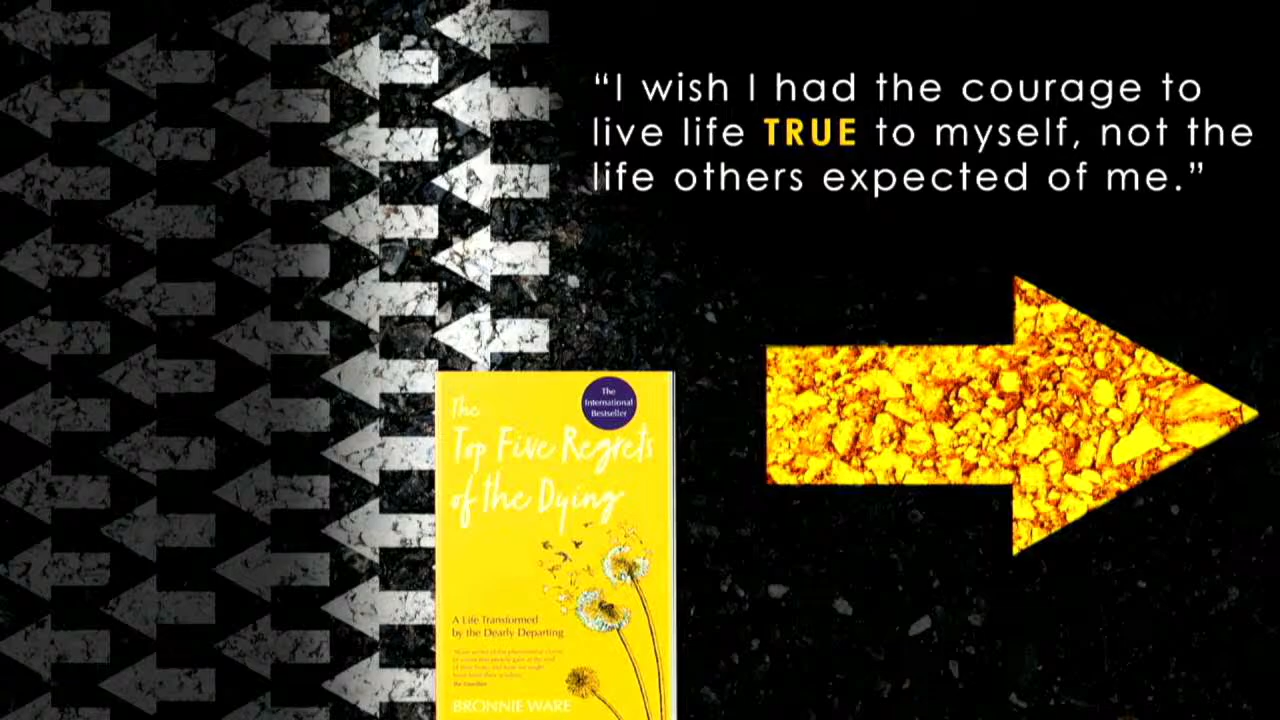 “I wish I had the courage to
live life TRUE to myself, not the
life others expected of me.”
The
International
Bestseller
The
Top Five Regrets
of the Dying
A Life Transformed
by the Dearly Departing
BRONNIE WARE